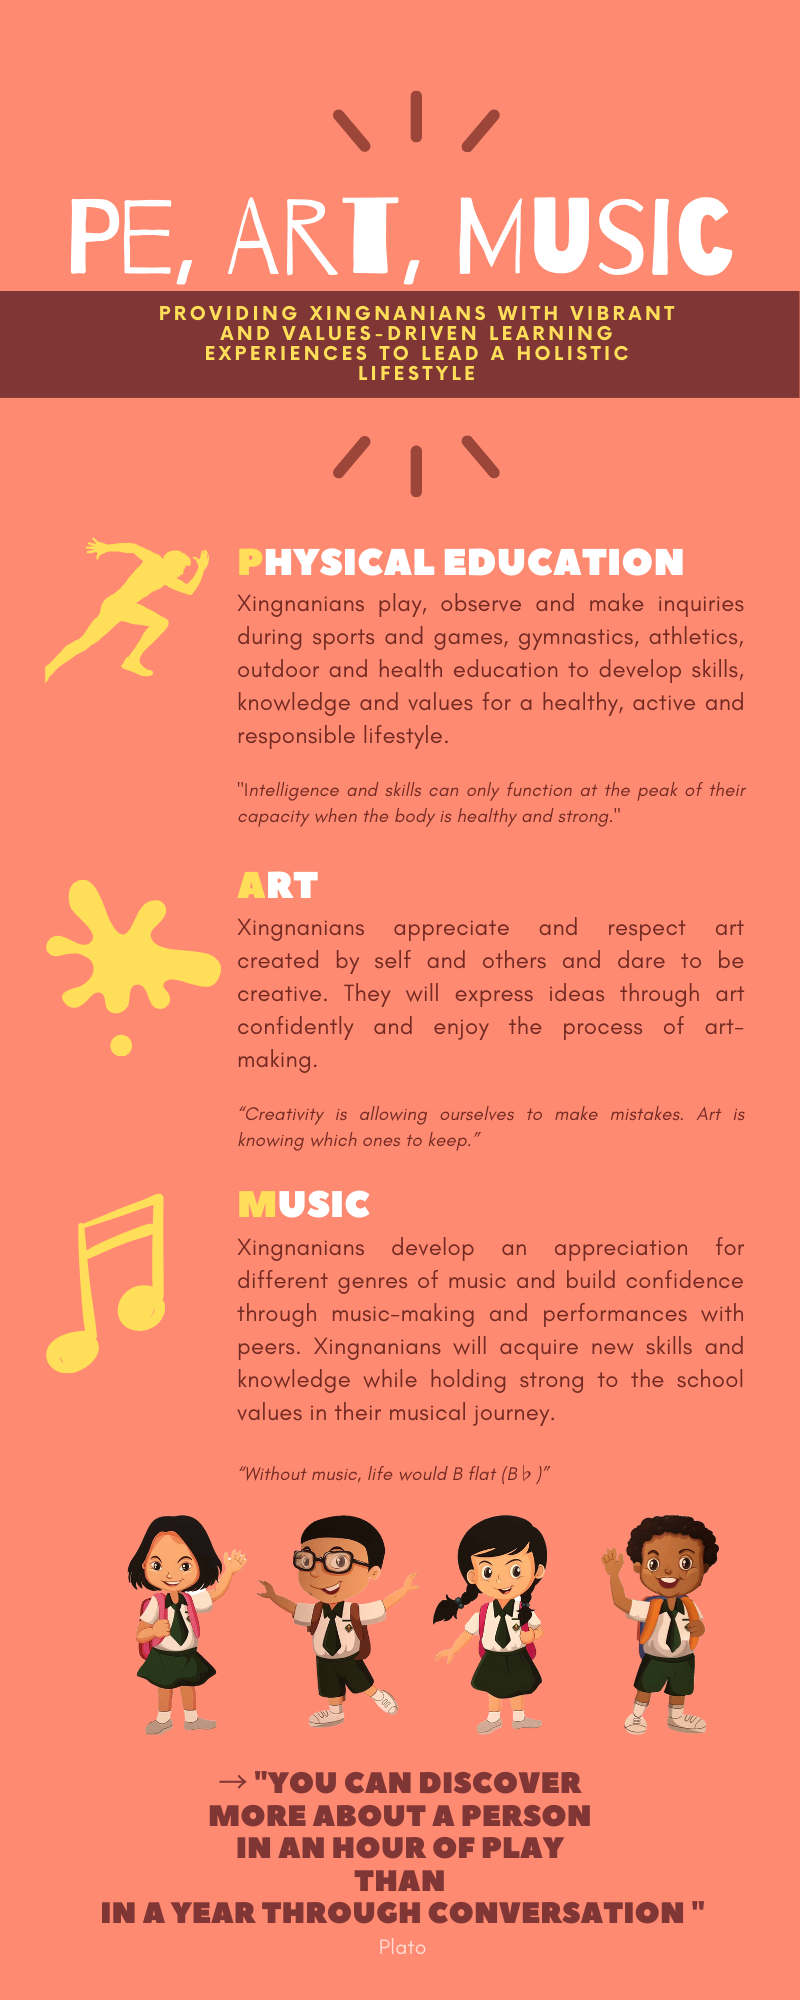 PE, ART, MUSIC
PROVIDING XINGNANIANS WITH VIBRANT
AND VALUES-DRIVEN LEARNING
EXPERIENCES TO LEAD A HOLISTIC
LIFESTYLE
PHYSICAL EDUCATION
Xingnanians play, observe and make inquiries
during sports and games, gymnastics, athletics,
outdoor and health education to develop skills,
knowledge and values for a healthy, active and
responsible lifestyle.
"Intelligence and skills can only function at the peak of their
capacity when the body is healthy and strong."
ART
Xingnanians appreciate and respect art
created by self and others and dare to be
creative. They will express ideas through art
confidently and enjoy the process of art-
making.
“Creativity is allowing ourselves to make mistakes. Art is
knowing which ones to keep.”
MUSIC
Xingnanians develop an appreciation for
different genres of music and build confidence
through music-making and performances with
peers. Xingnanians will acquire new skills and
knowledge while holding strong to the school
values in their musical journey.
“Without music, life would B flat (B♭)”
→ "YOU CAN DISCOVER
MORE ABOUT A PERSON
IN AN HOUR OF PLAY
THAN
IN A YEAR THROUGH CONVERSATION "
Plato